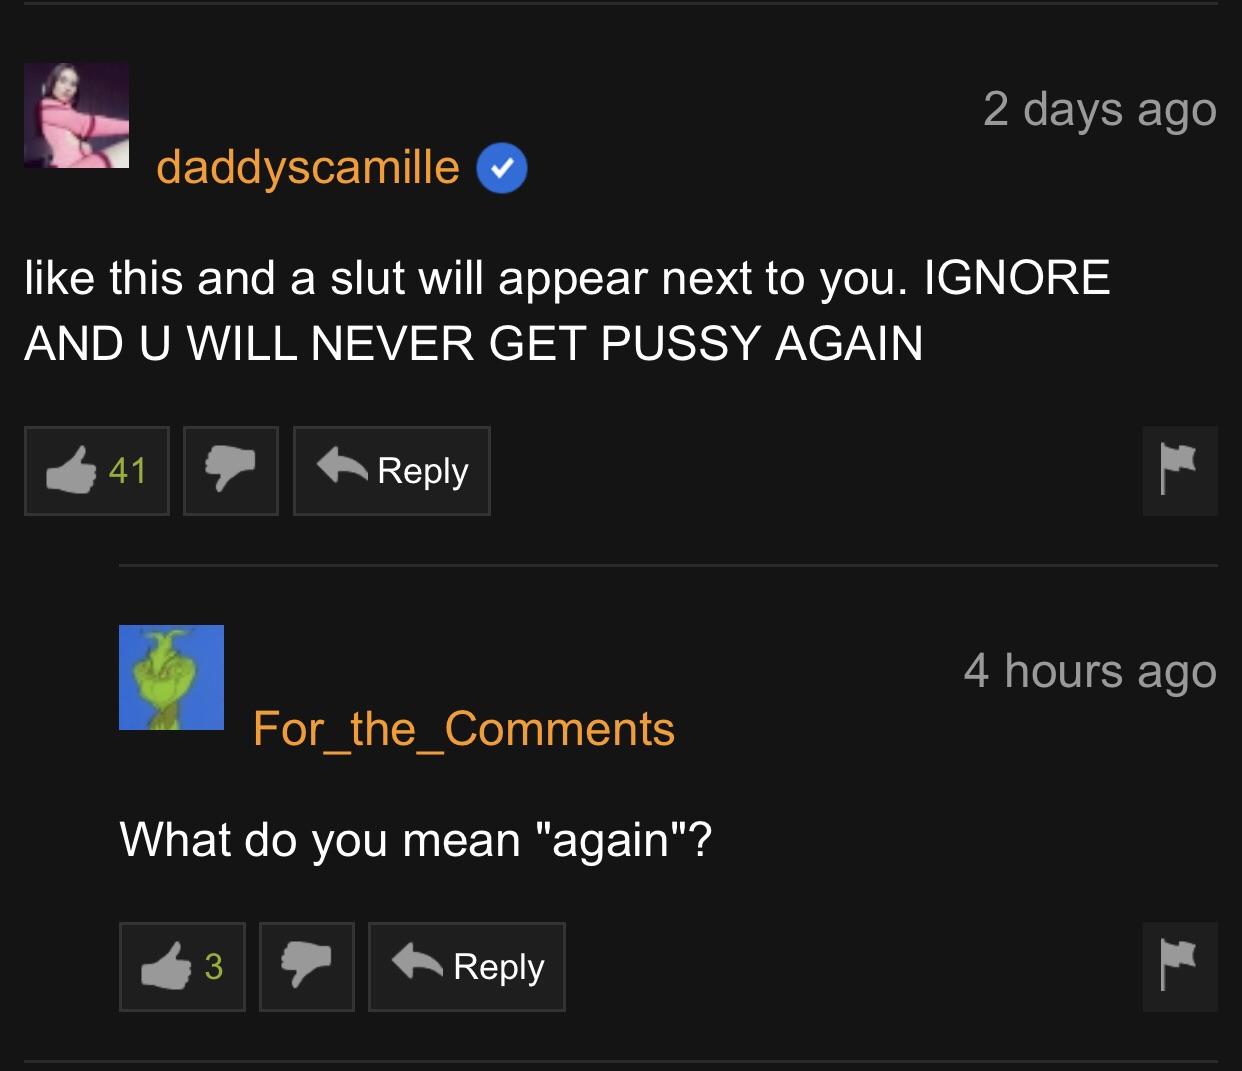 2 days ago
daddyscamille
like this and a slut will appear next to you. IGNORE
AND U WILL NEVER GET PUSSY AGAIN
41
Reply
4 hours ago
For_the_Comments
What do you mean "again"?
3
Reply